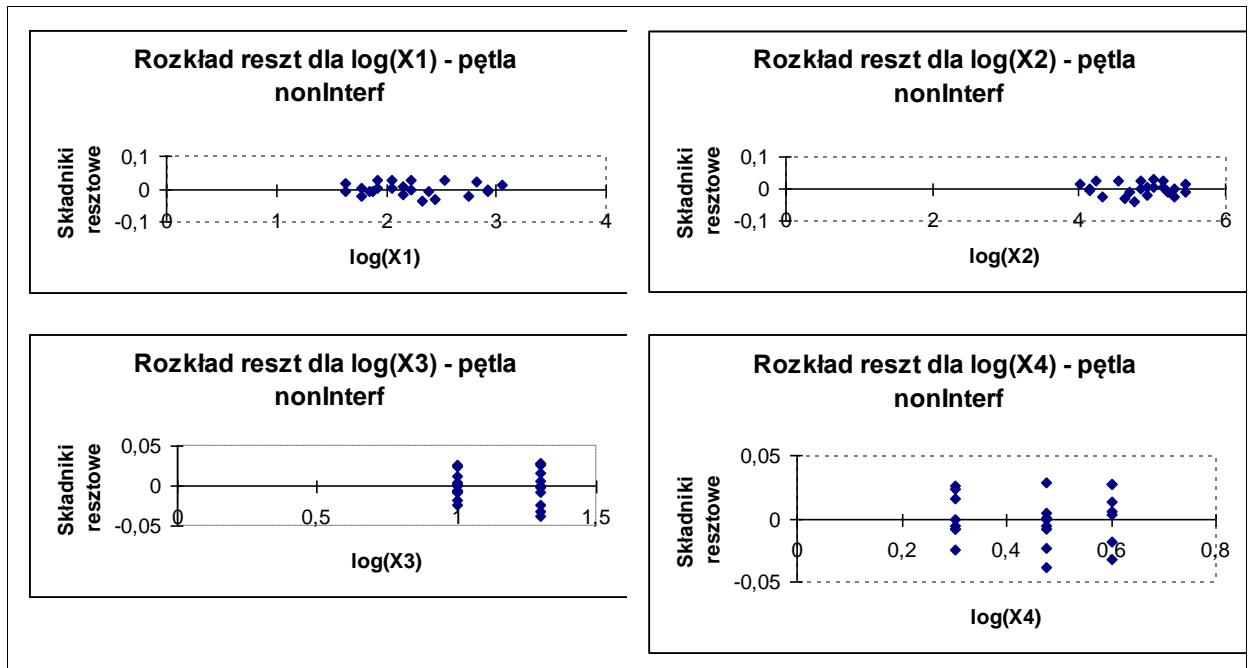 Rozkład reszt dla log(X1) - pętla
nonInterf
Składniki
resztowe
0,1
0
-0,1
0
1
2
3
4
log(X1)
Rozkład reszt dla log(X2) - pętla
nonInterf
Składniki
resztowe
0,1
0
-0,1
0
2
4
6
log(X2)
Rozkład reszt dla log(X3) - pętla
nonInterf
Składniki
resztowe
0,05
0
-0,05
0
0,5
1
1,5
log(X3)
Rozkład reszt dla log(X4) - pętla
nonInterf
Składniki
resztowe
0,05
0
-0,05
0
0,2
0,4
0,6
0,8
log(X4)